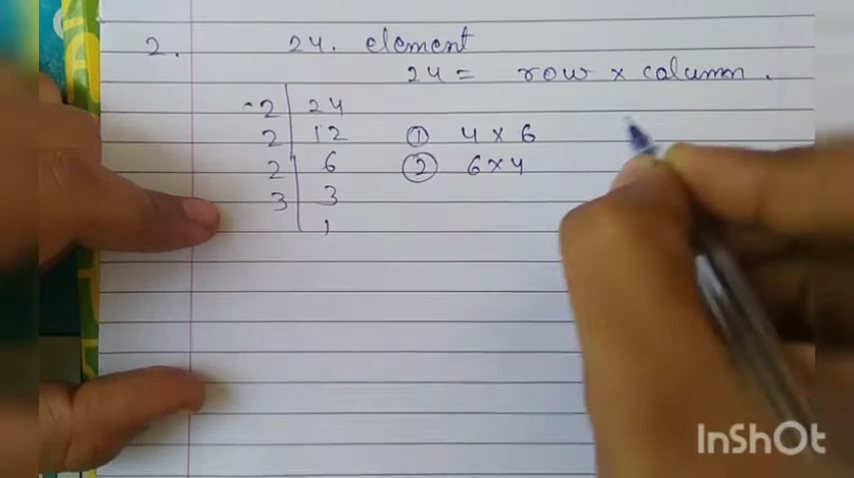 2. 24. element
24 = row × column.
2 | 24
2 | 12 ① 4 × 6
2 | 6 ② 6 × 4
3 | 3
| 1
InShOt